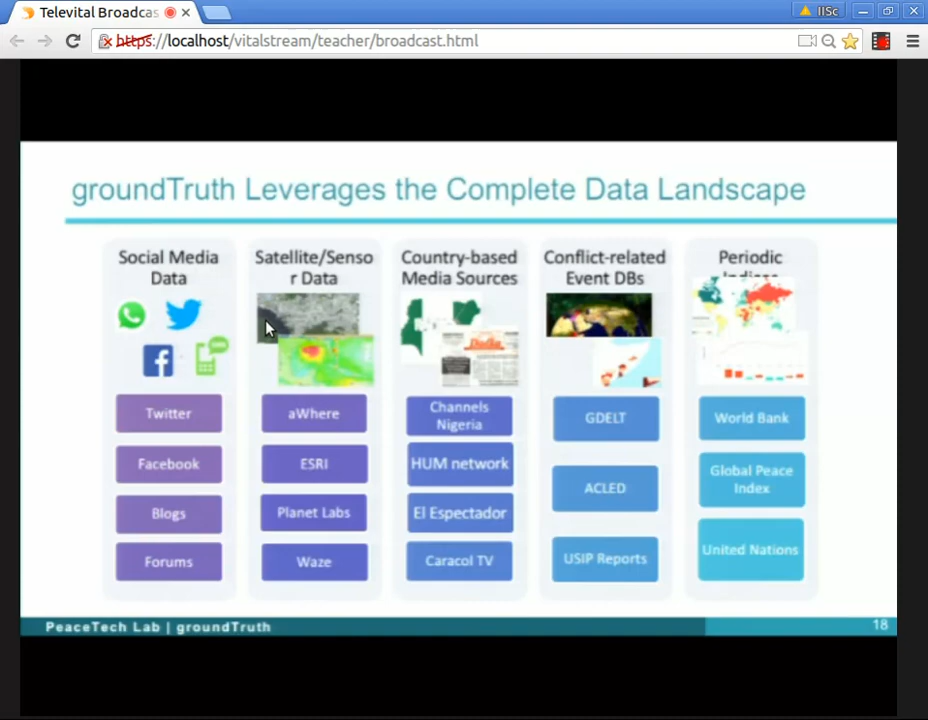 Televital Broadcas
IISc
https://localhost/vitalstream/teacher/broadcast.html
groundTruth Leverages the Complete Data Landscape
Social Media
Data
Twitter
Facebook
Blogs
Forums
Satellite/Senso
r Data
aWhere
ESRI
Planet Labs
Waze
Country-based
Media Sources
Channels
Nigeria
HUM network
El Espectador
Caracol TV
Conflict-related
Event DBs
GDELT
ACLED
USIP Reports
Periodic
Indices
World Bank
Global Peace
Index
United Nations
PeaceTech Lab | groundTruth
18